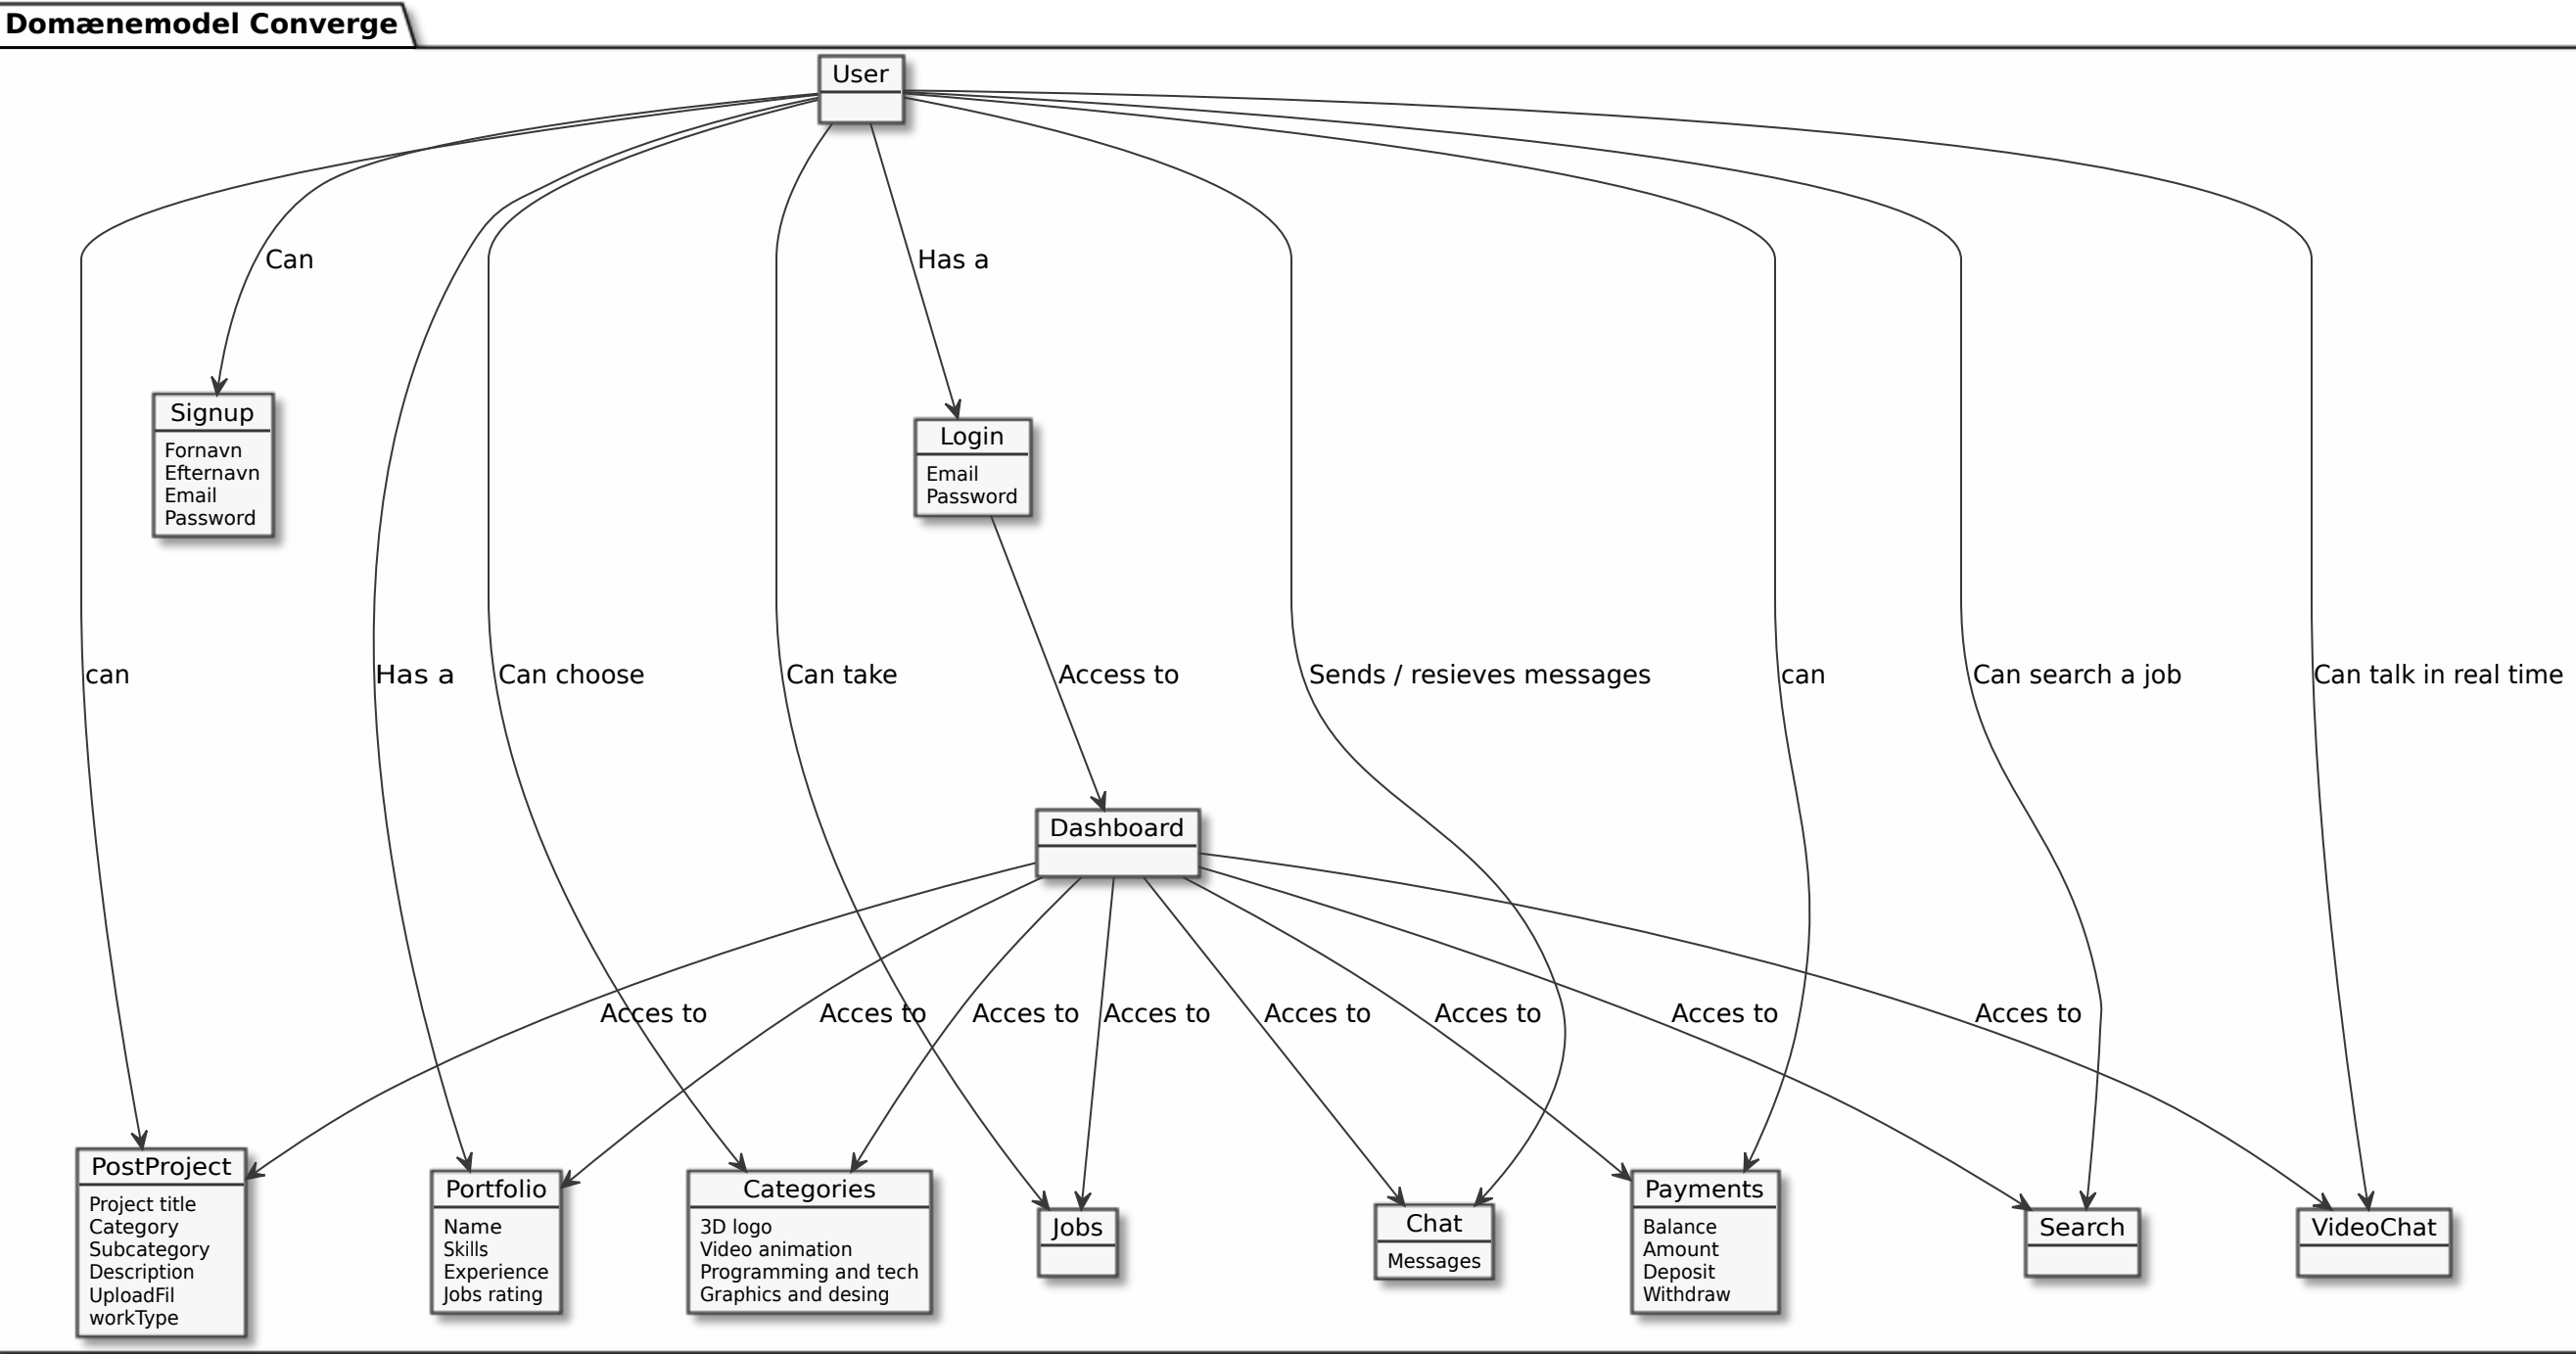 Domænemodel Converge
User
Can
Has a
Signup
Fornavn
Efternavn
Email
Password
Login
Email
Password
can
Has a
Can choose
Can take
Access to
Sends / resieves messages
can
Can search a job
Can talk in real time
Dashboard
Acces to
Acces to
Acces to
Acces to
Acces to
Acces to
Acces to
Acces to
PostProject
Project title
Category
Subcategory
Description
UploadFil
workType
Portfolio
Name
Skills
Experience
Jobs rating
Categories
3D logo
Video animation
Programming and tech
Graphics and desing
Jobs
Chat
Messages
Payments
Balance
Amount
Deposit
Withdraw
Search
VideoChat